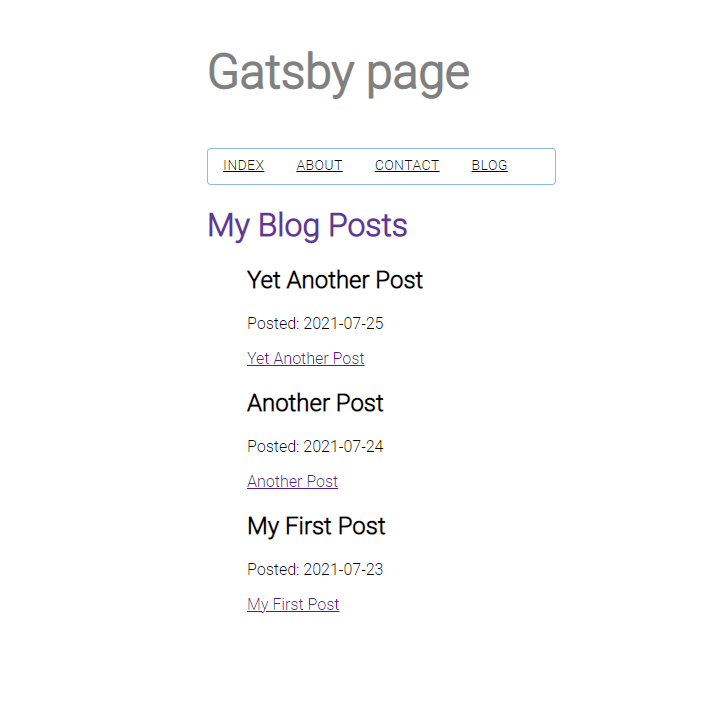 Gatsby page
INDEX ABOUT CONTACT BLOG
My Blog Posts
Yet Another Post
Posted: 2021-07-25
Yet Another Post
Another Post
Posted: 2021-07-24
Another Post
My First Post
Posted: 2021-07-23
My First Post